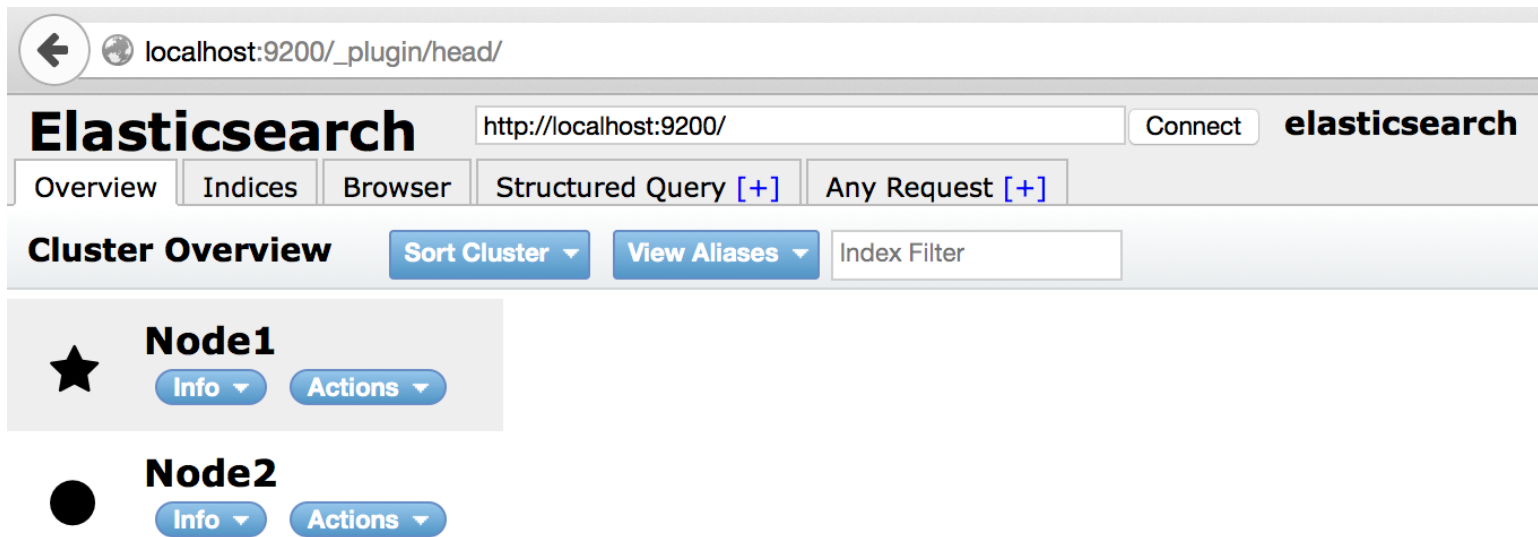 localhost:9200/_plugin/head/
Elasticsearch http://localhost:9200/ Connect elasticsearch
Overview Indices Browser Structured Query [+] Any Request [+]
Cluster Overview Sort Cluster View Aliases Index Filter
Node1
Info Actions
Node2
Info Actions